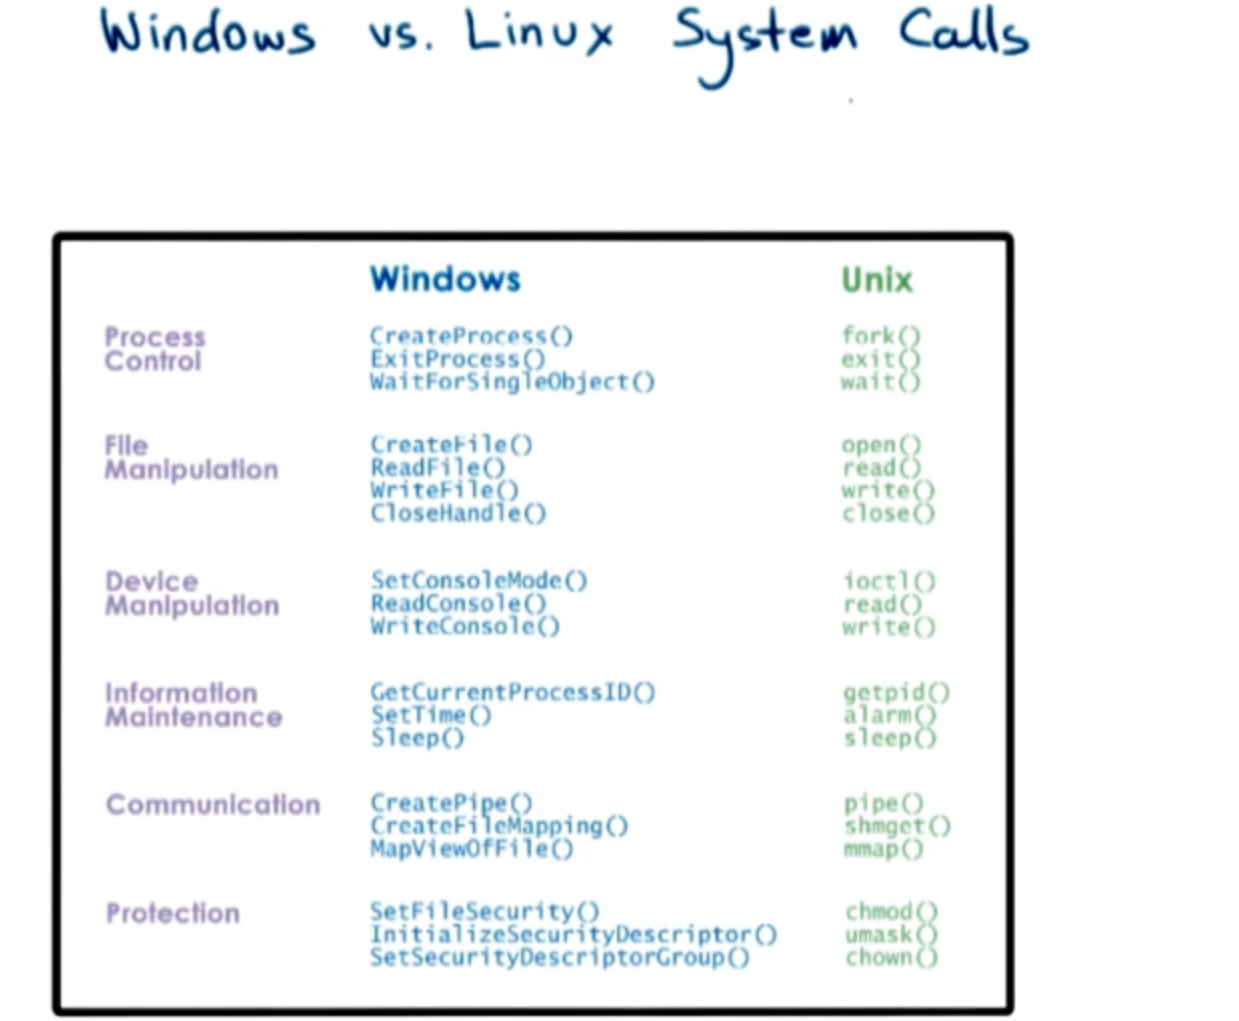 Windows vs. Linux System Calls
Windows Unix
Process
Control
CreateProcess() fork()
ExitProcess() exit()
WaitForSingleObject() wait()
File
Manipulation
CreateFile() open()
ReadFile() read()
WriteFile() write()
CloseHandle() close()
Device
Manipulation
SetConsoleMode() ioctl()
ReadConsole() read()
WriteConsole() write()
Information
Maintenance
GetCurrentProcessID() getpid()
SetTime() alarm()
Sleep() sleep()
Communication
CreatePipe() pipe()
CreateFileMapping() shmget()
MapViewOfFile() mmap()
Protection
SetFileSecurity() chmod()
InitializeSecurityDescriptor() umask()
SetSecurityDescriptorGroup() chown()